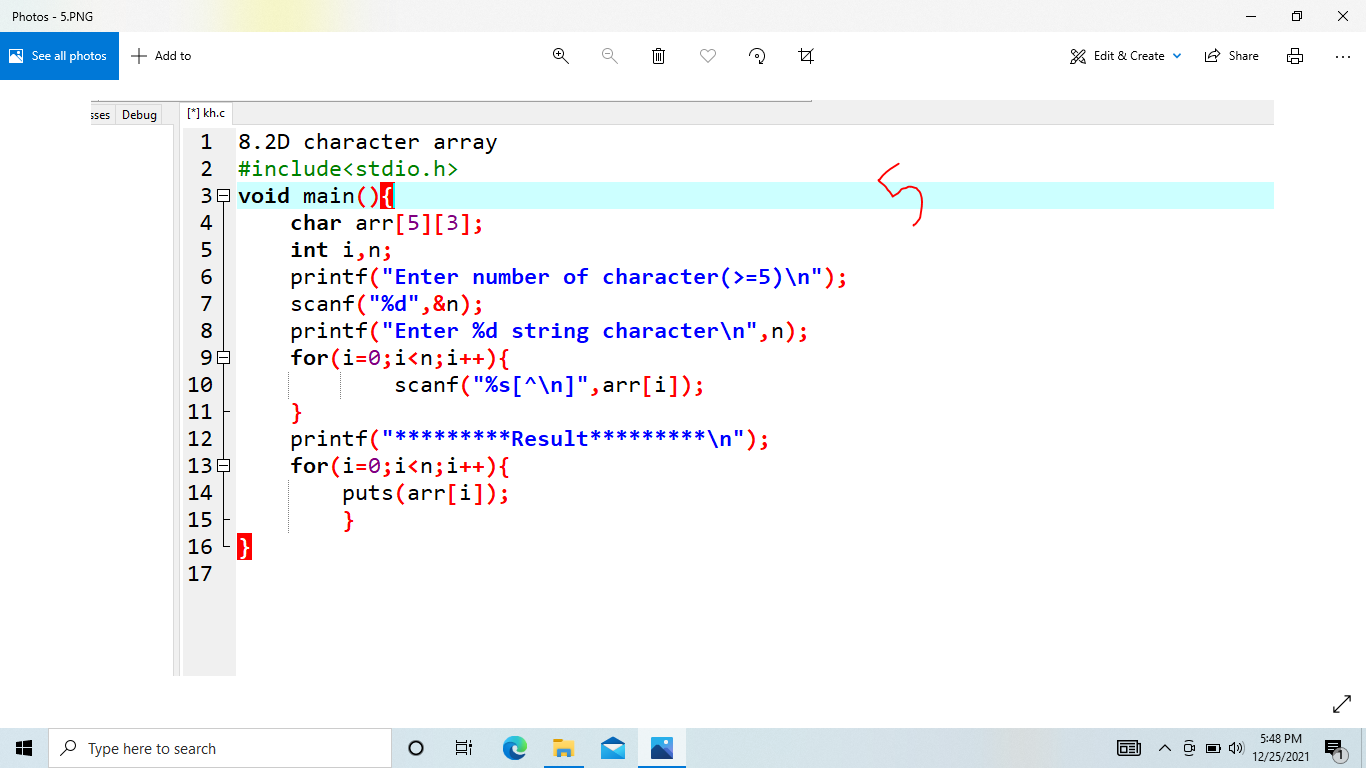 Photos - 5.PNG
See all photos
Add to
Edit & Create
Share
sses Debug
[*] kh.c
1 8.2D character array
2 #include<stdio.h>
3 void main(){
4 char arr[5][3];
5 int i,n;
6 printf("Enter number of character(>=5)\n");
7 scanf("%d",&n);
8 printf("Enter %d string character\n",n);
9 for(i=0;i<n;i++){
10 scanf("%s[^\n]",arr[i]);
11 }
12 printf("*********Result*********\n");
13 for(i=0;i<n;i++){
14 puts(arr[i]);
15 }
16 }
17
5
Type here to search
5:48 PM
12/25/2021
1